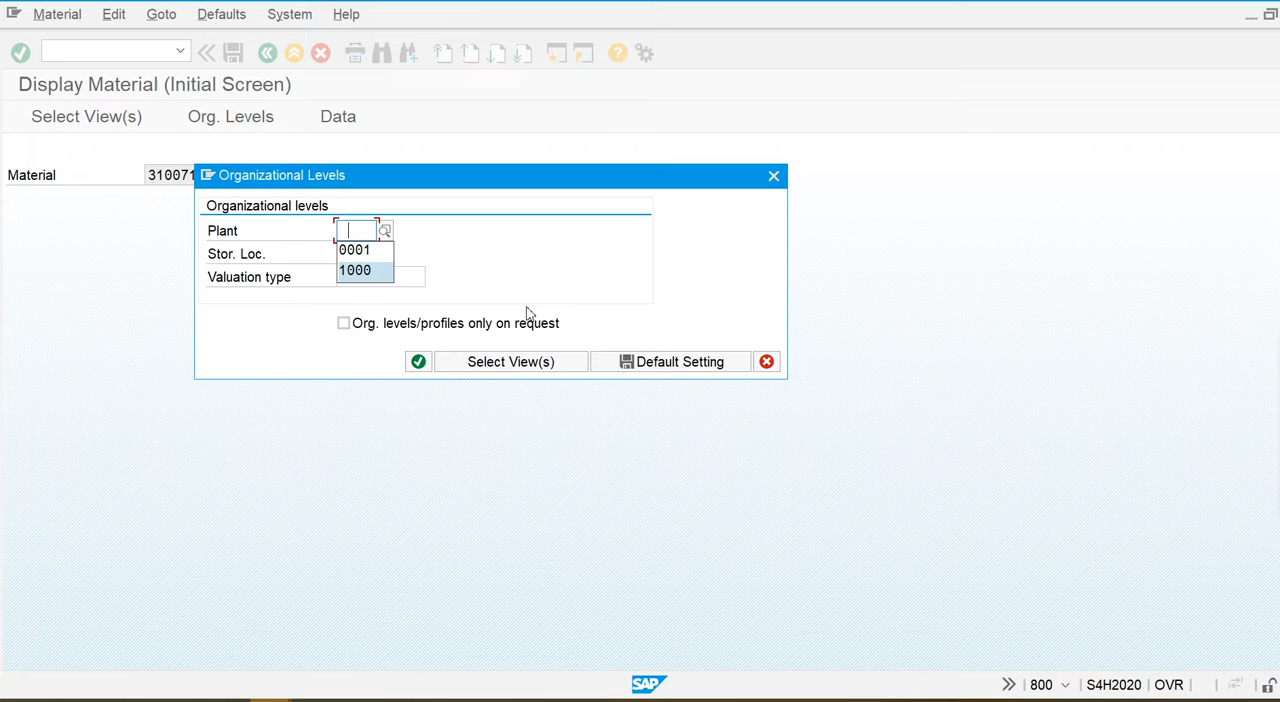 Material Edit Goto Defaults System Help
Display Material (Initial Screen)
Select View(s) Org. Levels Data
Material 310071
Organizational Levels
Organizational levels
Plant
0001
Stor. Loc.
1000
Valuation type
Org. levels/profiles only on request
Select View(s) Default Setting
SAP
800 S4H2020 OVR